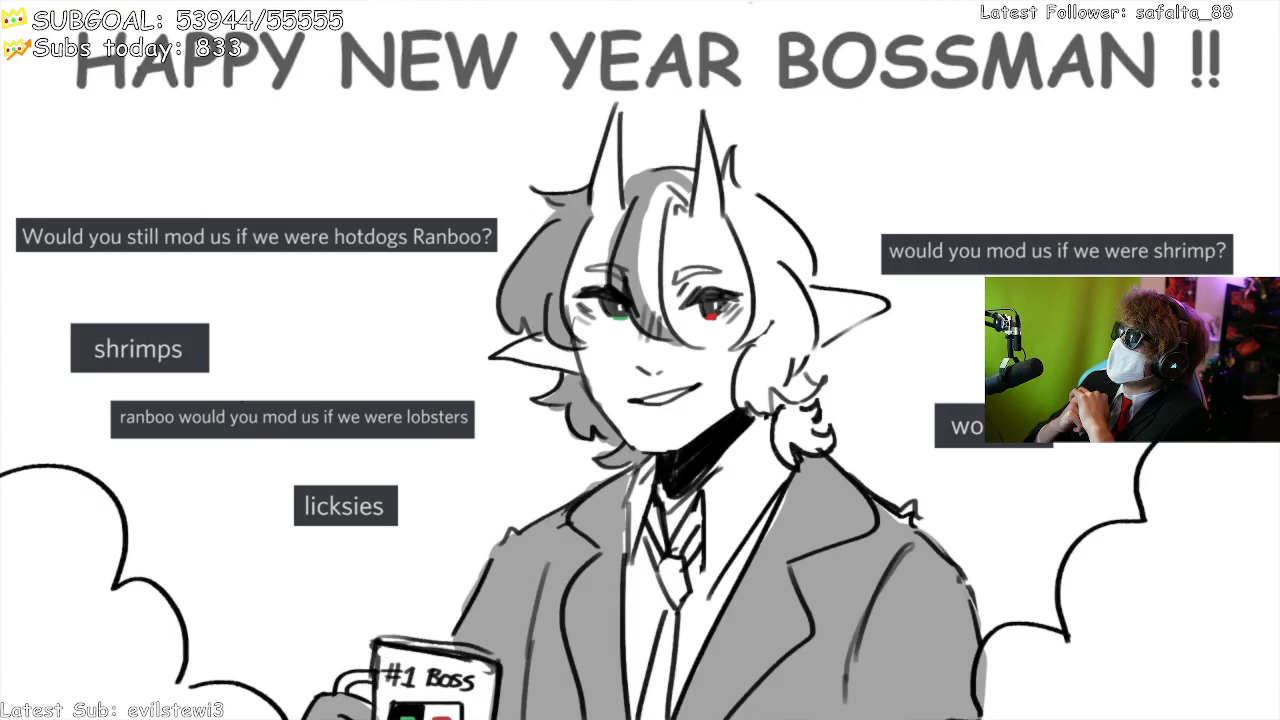 SUBGOAL: 53944/55555
Subs today: 833
Latest Follower: safalta_88
HAPPY NEW YEAR BOSSMAN !!
Would you still mod us if we were hotdogs Ranboo?
would you mod us if we were shrimp?
shrimps
ranboo would you mod us if we were lobsters
wo
licksies
#1 BOSS
Latest Sub: evilstewi3